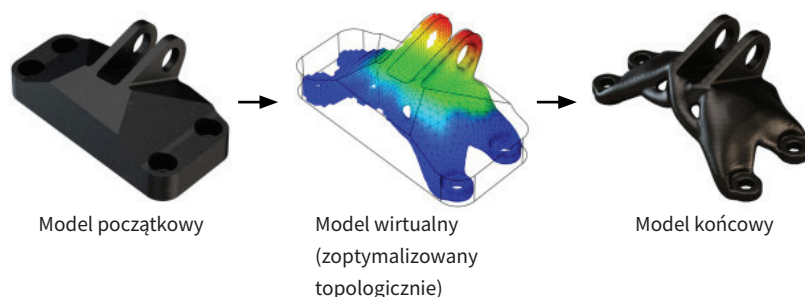 Model początkowy
Model wirtualny
(zoptymalizowany
topologicznie)
Model końcowy